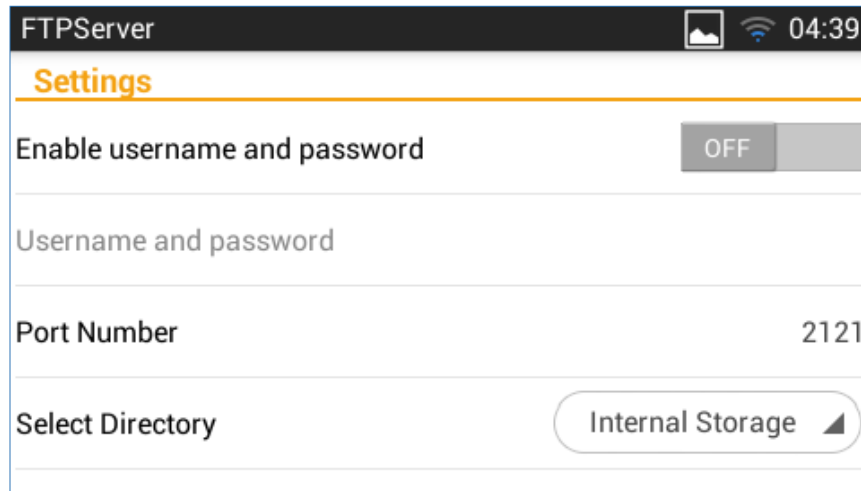 FTPServer 04:39
Settings
Enable username and password OFF
Username and password
Port Number 2121
Select Directory Internal Storage